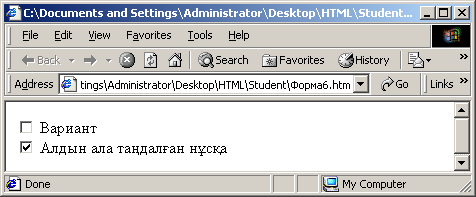 C:\Documents and Settings\Administrator\Desktop\HTML\Student...
File Edit View Favorites Tools Help
Back Search Favorites History »
Address tings\Administrator\Desktop\HTML\Student\Форма6.htm Go Links »
Вариант
Алдын ала таңдалған нұсқа
Done My Computer